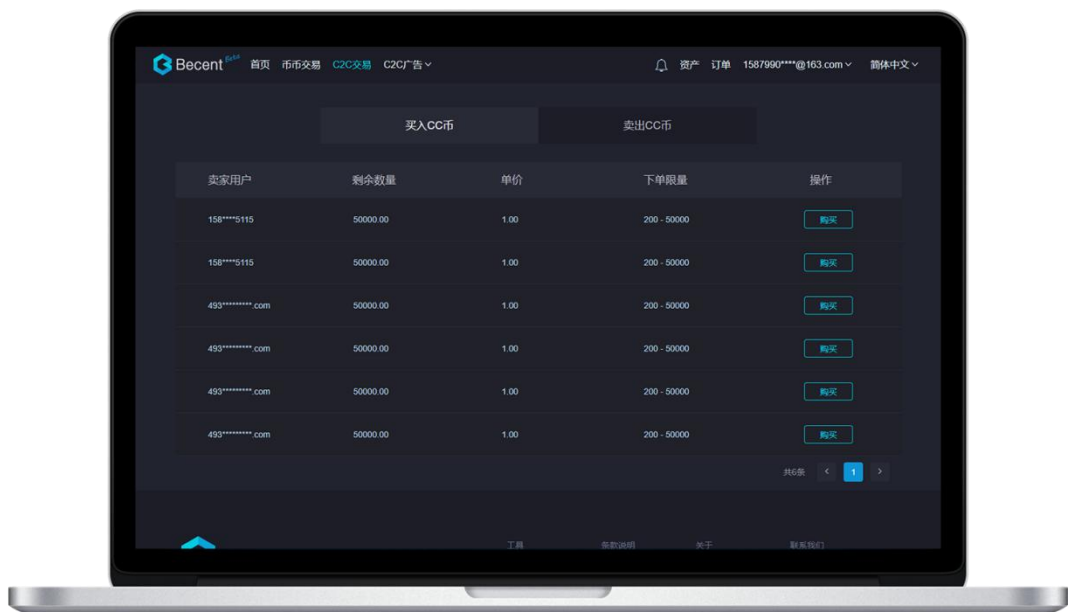 Becent Beta 首页 币币交易 C2C交易 C2C广告 资产 订单 1587990****@163.com 简体中文
买入CC币 卖出CC币
卖家用户 剩余数量 单价 下单限量 操作
158****5115 50000.00 1.00 200 - 50000 购买
158****5115 50000.00 1.00 200 - 50000 购买
493*********.com 50000.00 1.00 200 - 50000 购买
493*********.com 50000.00 1.00 200 - 50000 购买
493*********.com 50000.00 1.00 200 - 50000 购买
493*********.com 50000.00 1.00 200 - 50000 购买
共6条 < 1 >
工具 条款说明 关于 联系我们